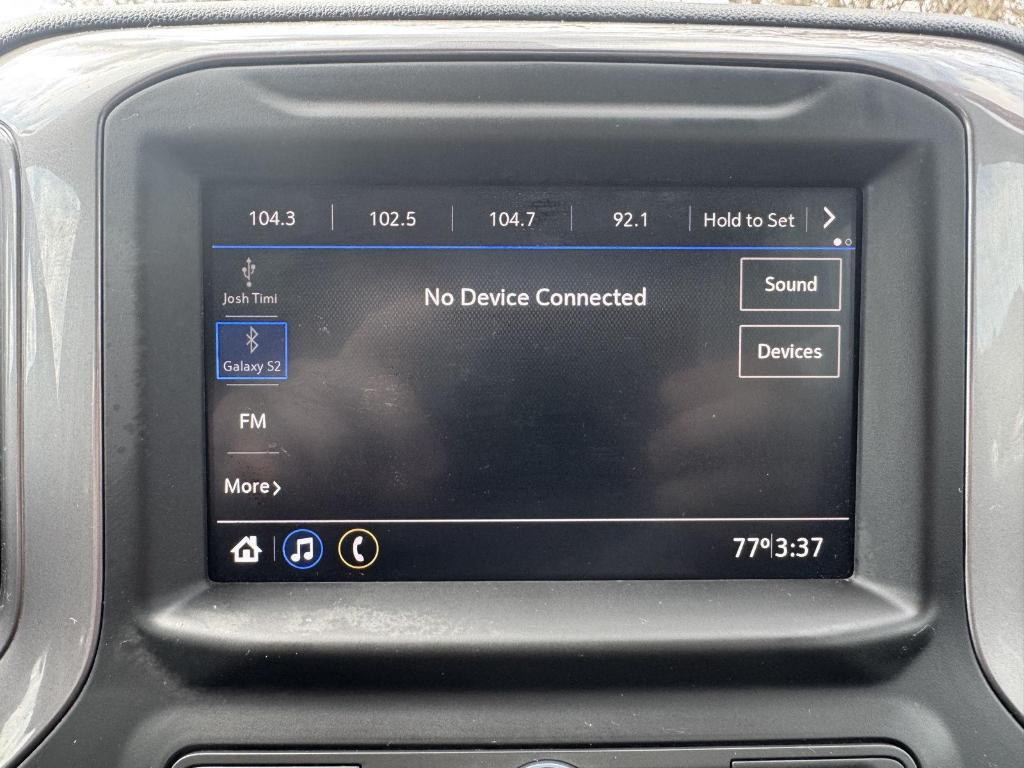 104.3 102.5 104.7 92.1 Hold to Set
Josh Timi
No Device Connected
Sound
Galaxy S2
Devices
FM
More
77° 3:37